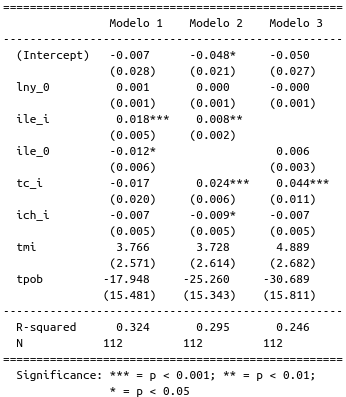 ==================================================
Modelo 1 Modelo 2 Modelo 3
--------------------------------------------------
(Intercept) -0.007 -0.048* -0.050
(0.028) (0.021) (0.027)
lny_0 0.001 0.000 -0.000
(0.001) (0.001) (0.001)
ile_i 0.018*** 0.008**
(0.005) (0.002)
ile_0 -0.012* 0.006
(0.006) (0.003)
tc_i -0.017 0.024*** 0.044***
(0.020) (0.006) (0.011)
ich_i -0.007 -0.009* -0.007
(0.005) (0.005) (0.005)
tmi 3.766 3.728 4.889
(2.571) (2.614) (2.682)
tpob -17.948 -25.260 -30.689
(15.481) (15.343) (15.811)
--------------------------------------------------
R-squared 0.324 0.295 0.246
N 112 112 112
==================================================
Significance: *** = p < 0.001; ** = p < 0.01;
* = p < 0.05